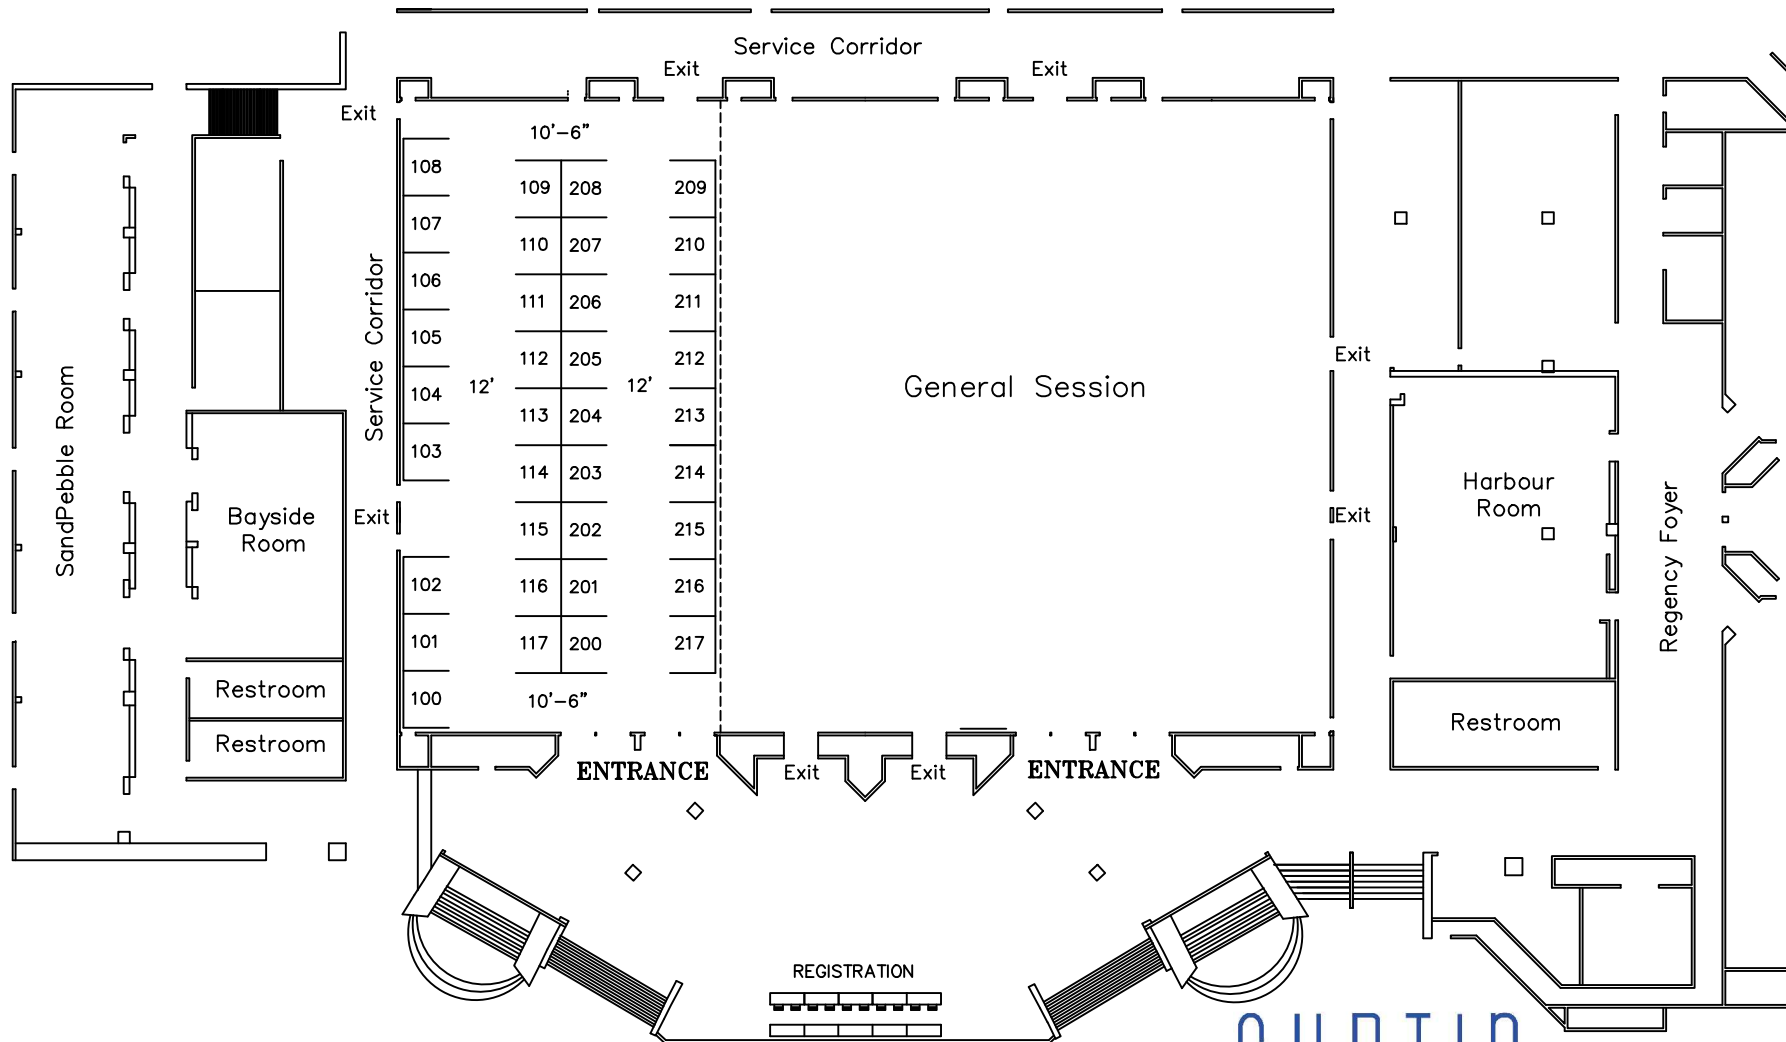 Service Corridor
Exit
Exit
Exit
10'-6"
108
109
208
209
107
110
207
210
106
111
206
211
105
112
205
212
104
12'
113
204
12'
213
103
114
203
214
115
202
215
102
116
201
216
101
117
200
217
100
10'-6"
Service Corridor
General Session
Exit
Exit
Exit
SandPebble Room
Bayside
Room
Harbour
Room
Regency Foyer
Restroom
Restroom
Restroom
ENTRANCE
Exit
Exit
ENTRANCE
REGISTRATION